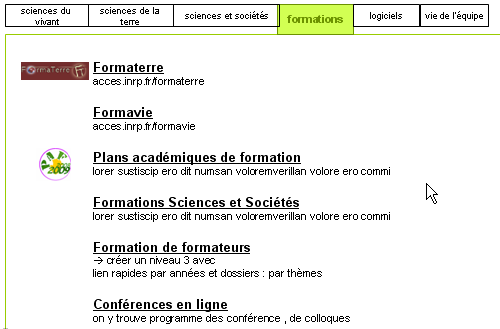 sciences du vivant
sciences de la terre
sciences et sociétés
formations
logiciels
vie de l'équipe
FormaTerre
Formaterre
acces.inrp.fr/formaterre
Formavie
acces.inrp.fr/formavie
2009
Plans académiques de formation
lorer sustiscip ero dit numsan voloremverillan volore ero commi
Formations Sciences et Sociétés
lorer sustiscip ero dit numsan voloremverillan volore ero commi
Formation de formateurs
→ créer un niveau 3 avec
lien rapides par années et dossiers : par thèmes
Conférences en ligne
on y trouve programme des conférence , de colloques